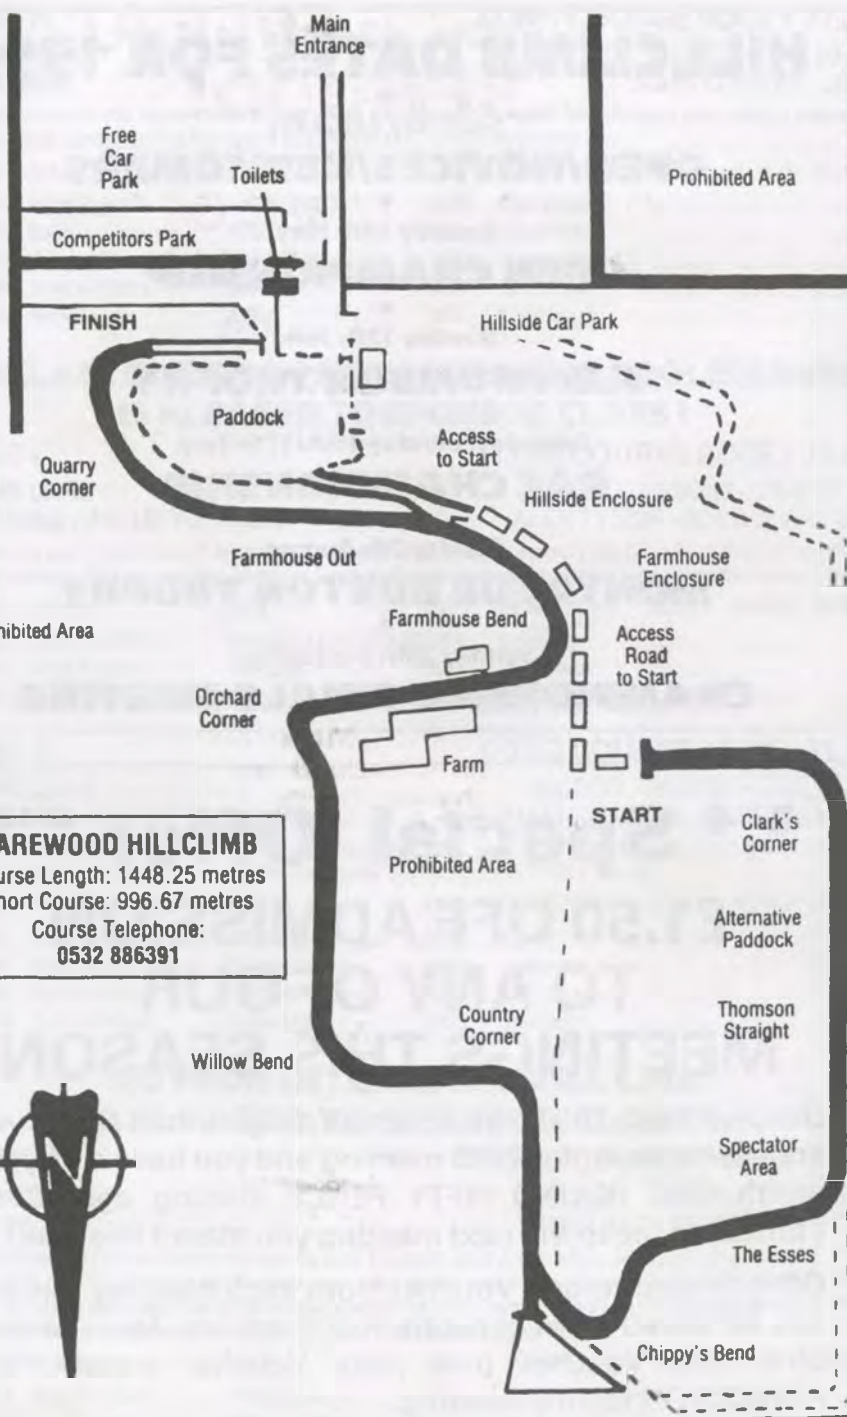 Main
Entrance
Free
Car
Park
Toilets
Prohibited Area
Competitors Park
FINISH
Hillside Car Park
Paddock
Access
to Start
Quarry
Corner
Hillside Enclosure
Farmhouse Out
Farmhouse
Enclosure
hibited Area
Farmhouse Bend
Access
Road
to Start
Orchard
Corner
Farm
START
Clark's
Corner
AREWOOD HILLCLIMB
urse Length: 1448.25 metres
hort Course: 996.67 metres
Course Telephone:
0532 886391
Prohibited Area
Alternative
Paddock
Country
Corner
Thomson
Straight
Willow Bend
N
Spectator
Area
The Esses
Chippy's Bend